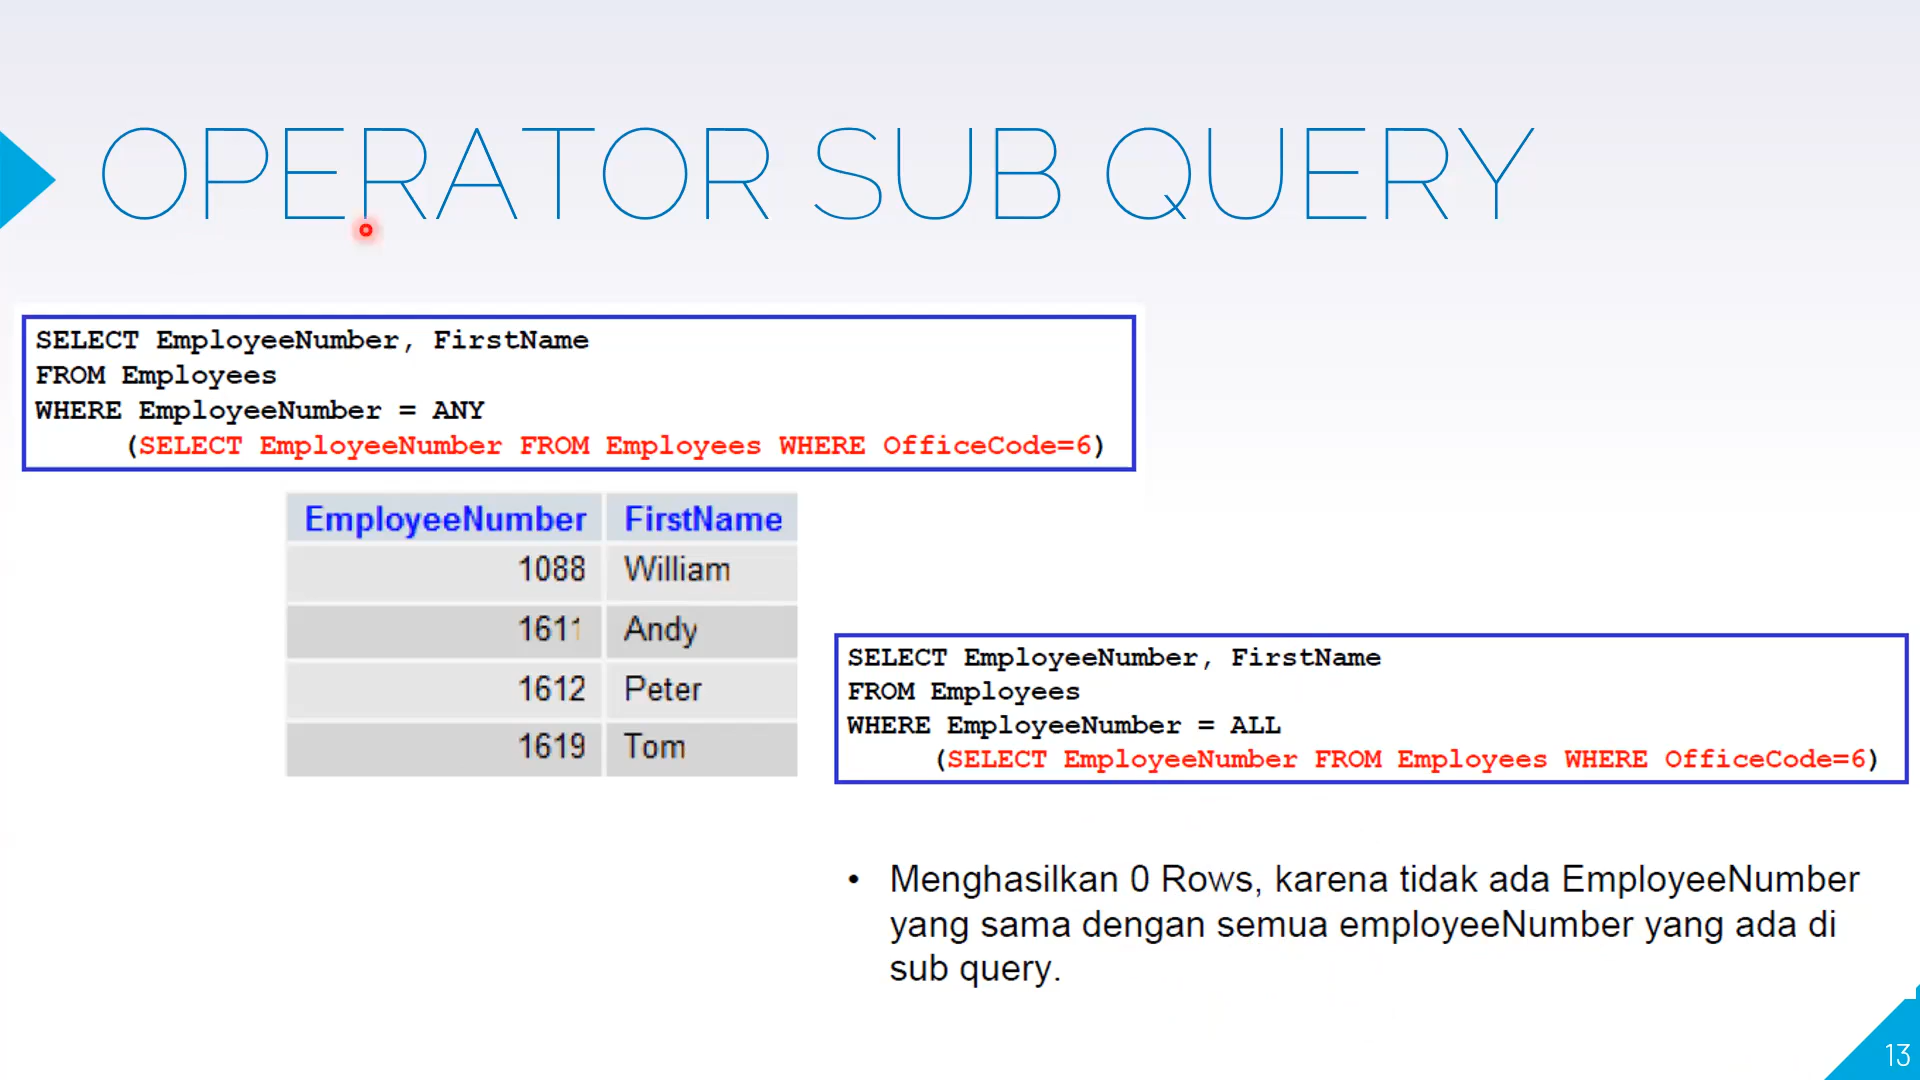 OPERATOR SUB QUERY
SELECT EmployeeNumber, FirstName
FROM Employees
WHERE EmployeeNumber = ANY
(SELECT EmployeeNumber FROM Employees WHERE OfficeCode=6)
EmployeeNumber FirstName
1088 William
1611 Andy
1612 Peter
1619 Tom
SELECT EmployeeNumber, FirstName
FROM Employees
WHERE EmployeeNumber = ALL
(SELECT EmployeeNumber FROM Employees WHERE OfficeCode=6)
• Menghasilkan 0 Rows, karena tidak ada EmployeeNumber
yang sama dengan semua employeeNumber yang ada di
sub query.
13